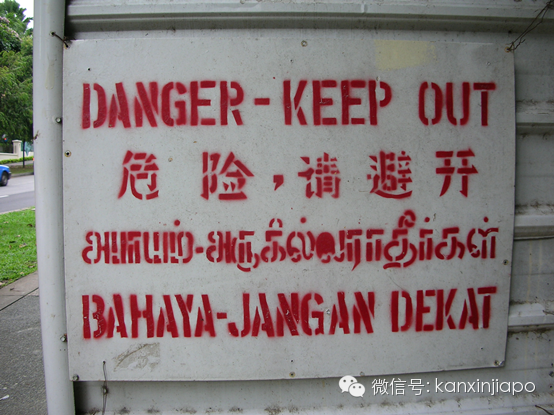 DANGER - KEEP OUT
危险，请避开
அபாயம்-அருகில்வராதீர்கள்
BAHAYA-JANGAN DEKAT
微信号: kanxinjiapo